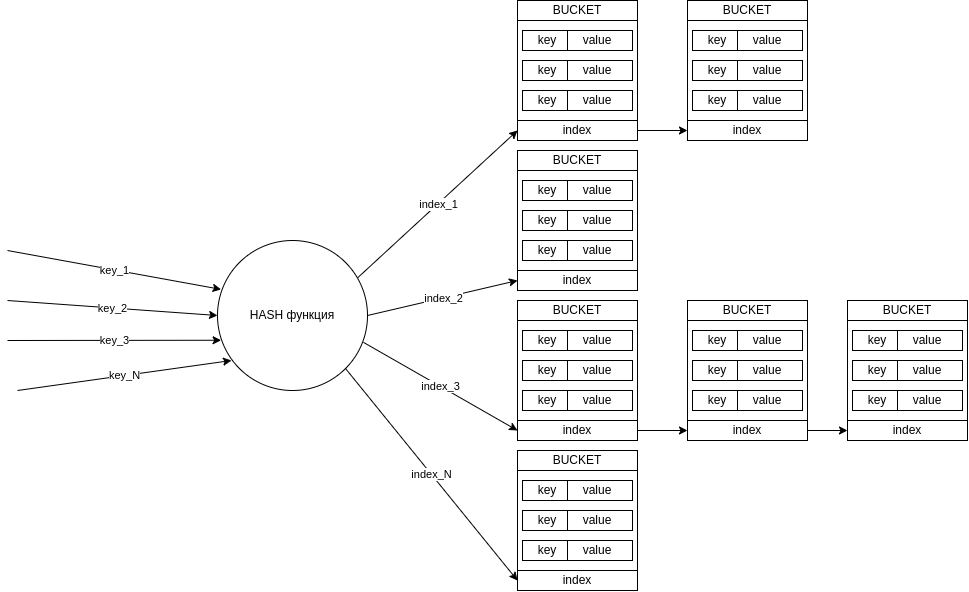 BUCKET
key value
key value
key value
index
BUCKET
key value
key value
key value
index
index_1
BUCKET
key value
key value
key value
index
key_1
key_2
key_3
key_N
HASH функция
index_2
BUCKET
key value
key value
key value
index
BUCKET
key value
key value
key value
index
BUCKET
key value
key value
key value
index
index_3
index_N
BUCKET
key value
key value
key value
index